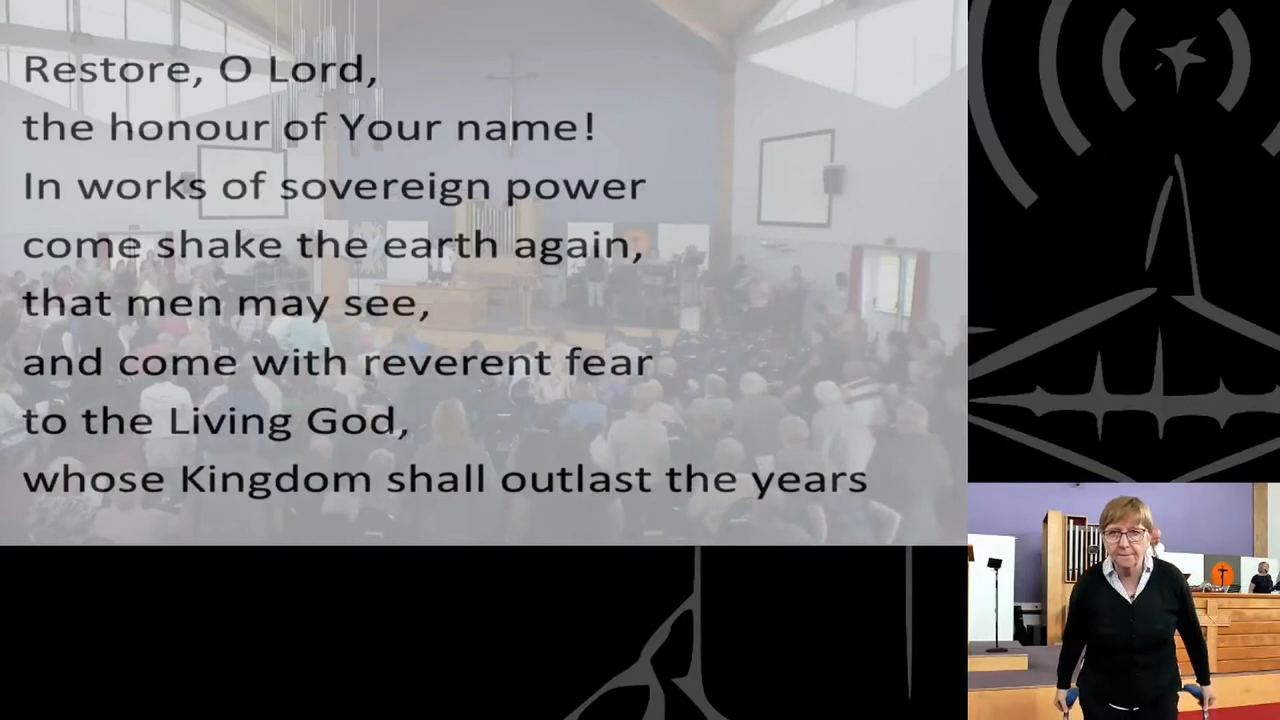 Restore, O Lord,
the honour of Your name!
In works of sovereign power
come shake the earth again,
that men may see,
and come with reverent fear
to the Living God,
whose Kingdom shall outlast the years